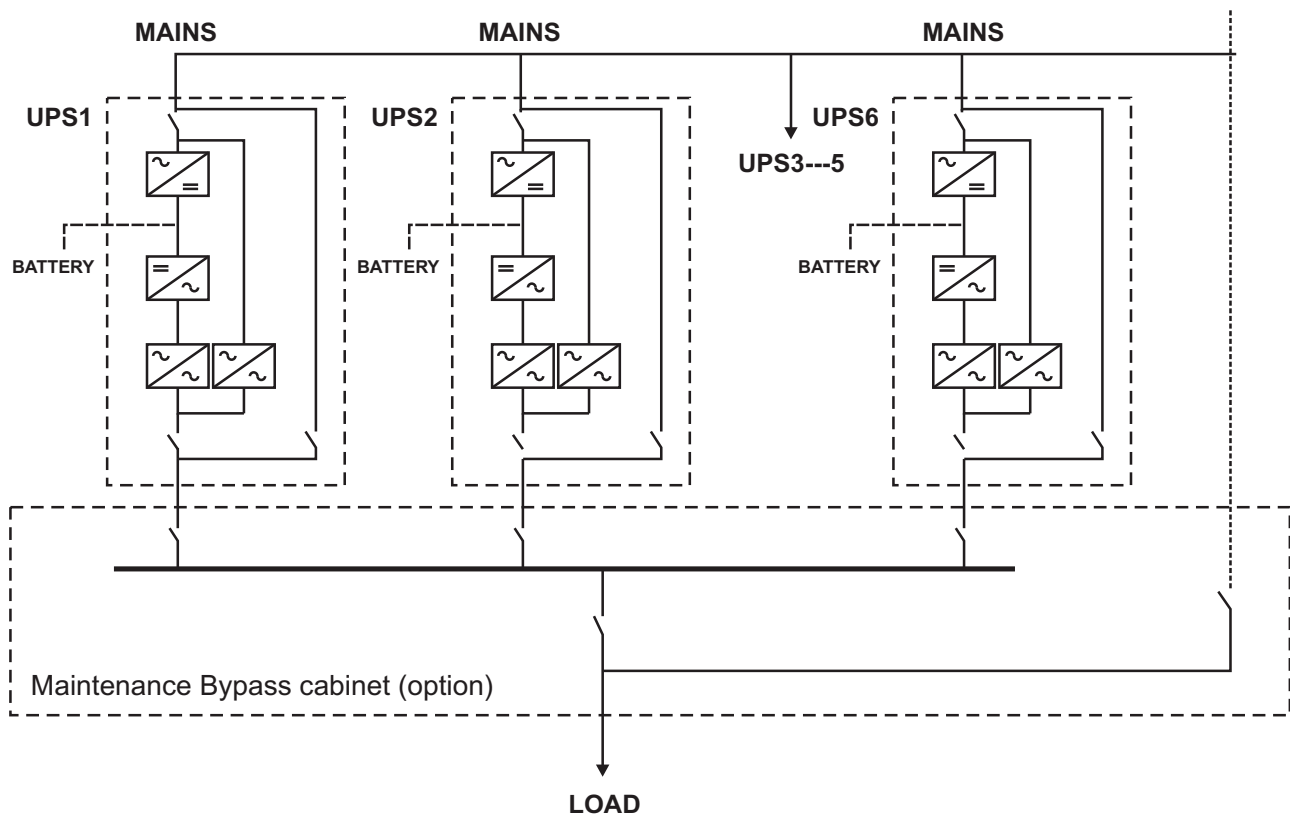 MAINS
MAINS
MAINS
UPS1
UPS2
UPS6
UPS3---5
BATTERY
BATTERY
BATTERY
Maintenance Bypass cabinet (option)
LOAD